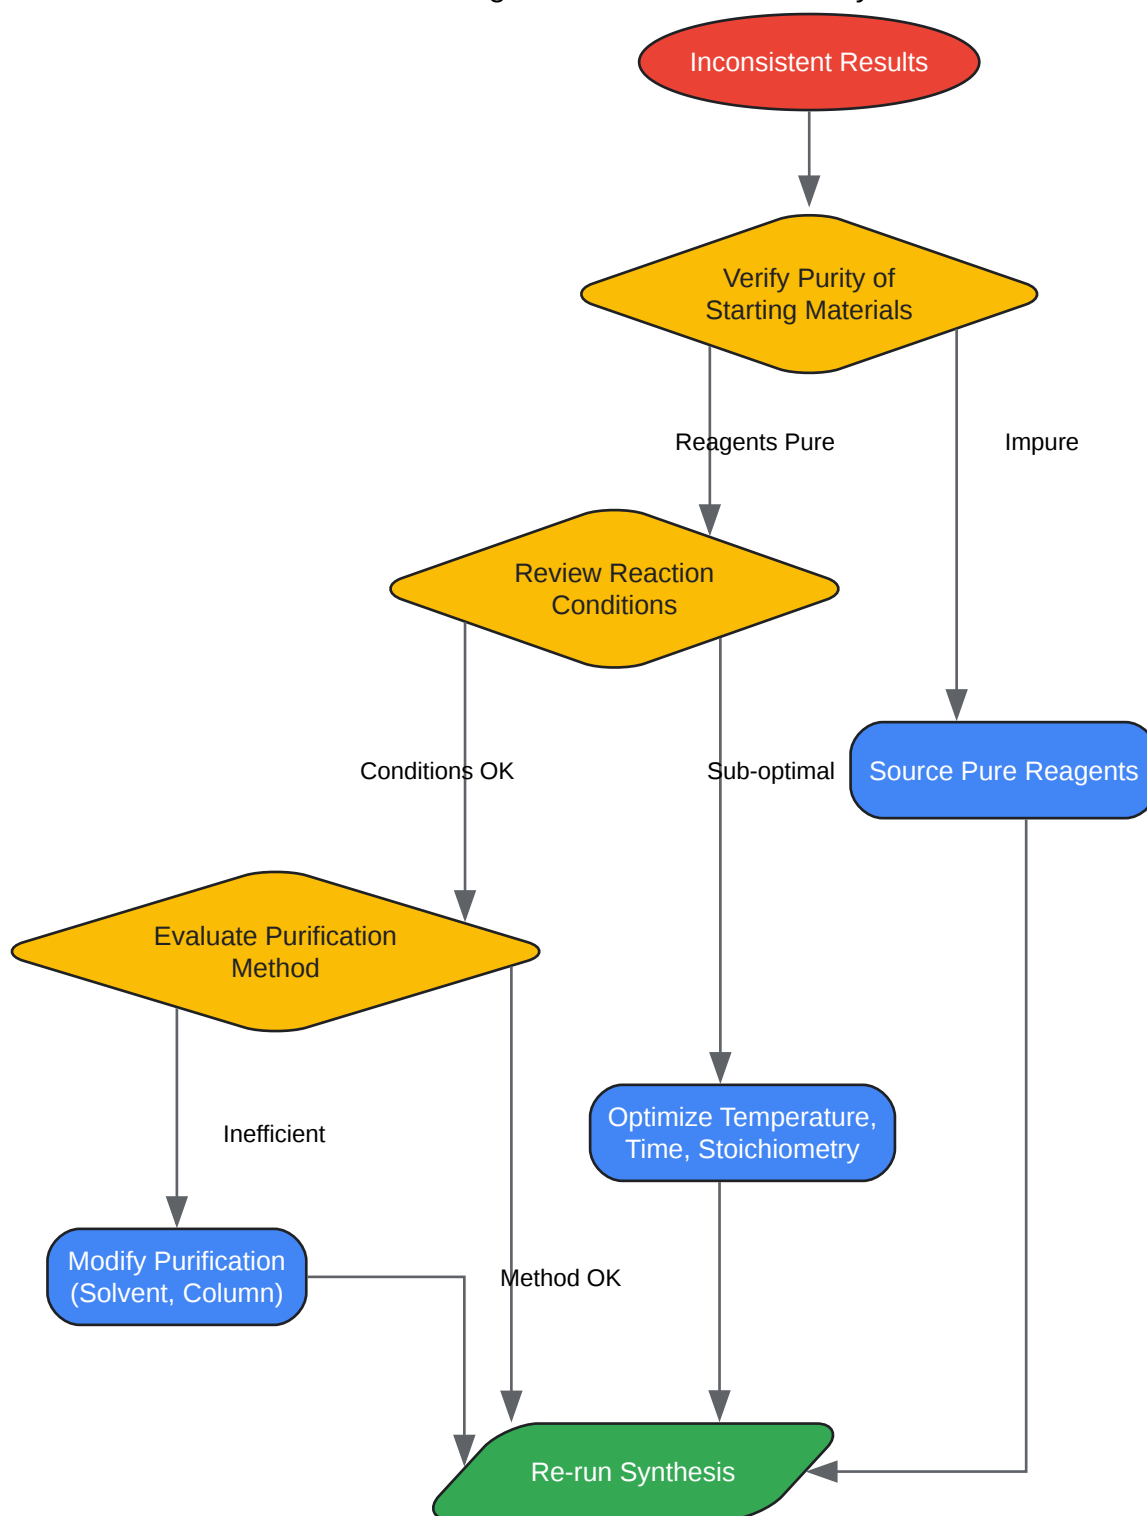 Inconsistent Results
Verify Purity of
Starting Materials
Reagents Pure
Impure
Review Reaction
Conditions
Conditions OK
Sub-optimal
Source Pure Reagents
Evaluate Purification
Method
Optimize Temperature,
Time, Stoichiometry
Inefficient
Modify Purification
(Solvent, Column)
Method OK
Re-run Synthesis